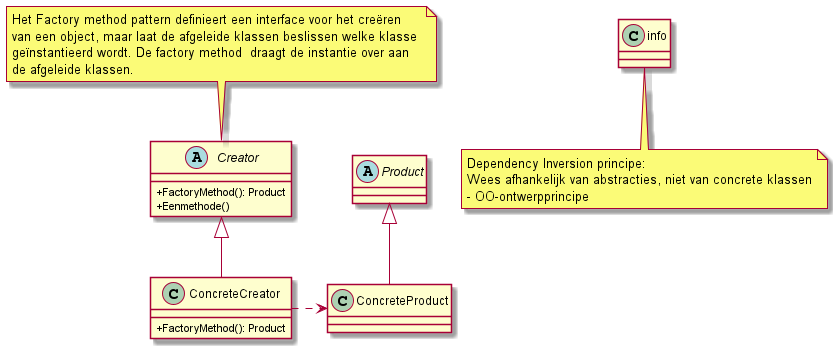 Het Factory method pattern definieert een interface voor het creëren
van een object, maar laat de afgeleide klassen beslissen welke klasse
geïnstantieerd wordt. De factory method  draagt de instantie over aan
de afgeleide klassen.
C info
Dependency Inversion principe:
Wees afhankelijk van abstracties, niet van concrete klassen
- OO-ontwerpprincipe
A Creator
+FactoryMethod(): Product
+Eenmethode()
A Product
C ConcreteCreator
+FactoryMethod(): Product
C ConcreteProduct